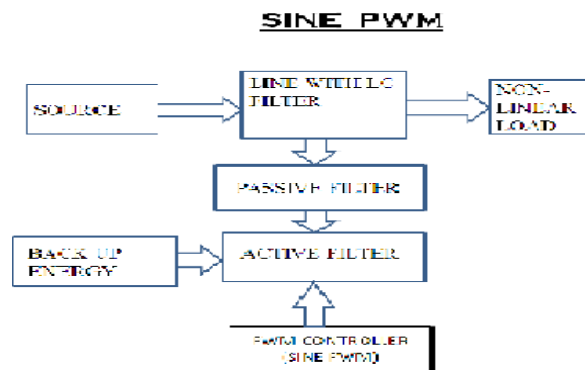 SINE PWM
SOURCE
LINE WITH LC
FILTER
NON-
LINEAR
LOAD
PASSIVE FILTER
BACK UP
ENERGY
ACTIVE FILTER
PWM CONTROLLER
(SINE PWM)